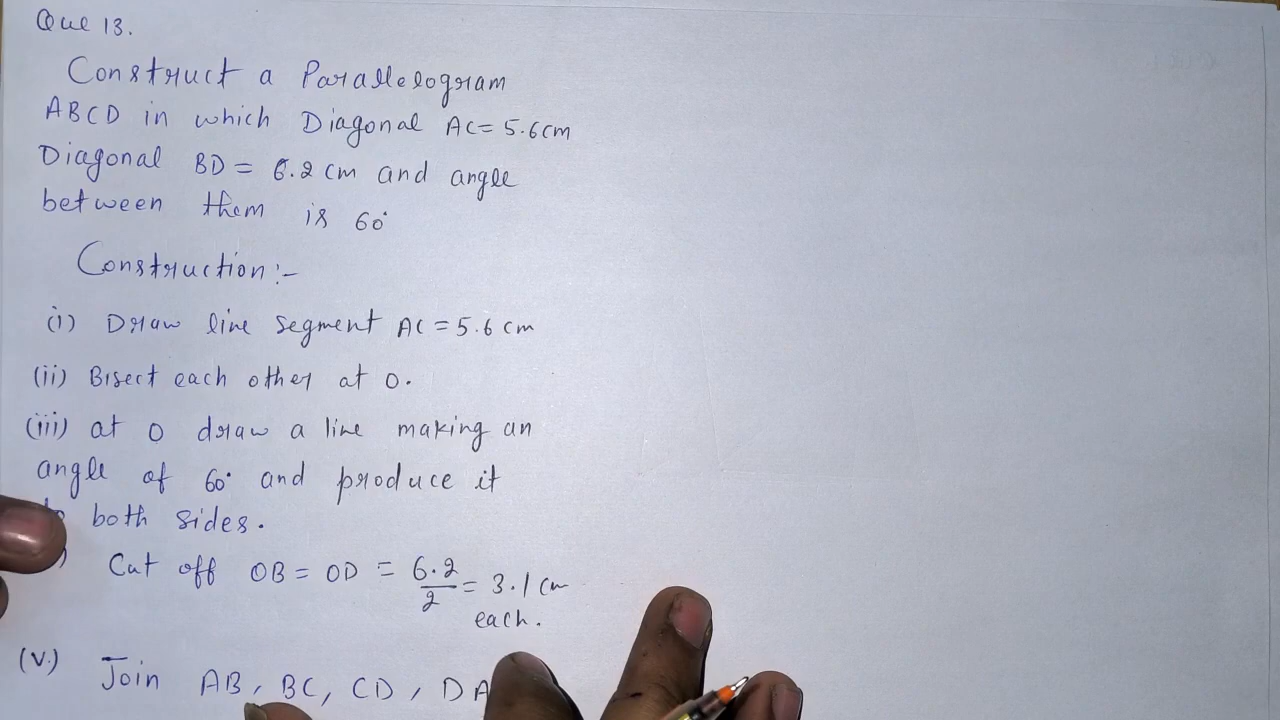 Que 13.
Construct a Parallelogram
ABCD in which Diagonal AC = 5.6cm
Diagonal BD = 6.2 cm and angle
between them is 60°
Construction:-
(i) Draw line segment AC = 5.6 cm
(ii) Bisect each other at O.
(iii) at O draw a line making an
angle of 60° and produce it
both sides.
Cut off OB = OD = 6.2/2 = 3.1 cm
each.
(v.) Join AB, BC, CD, DA